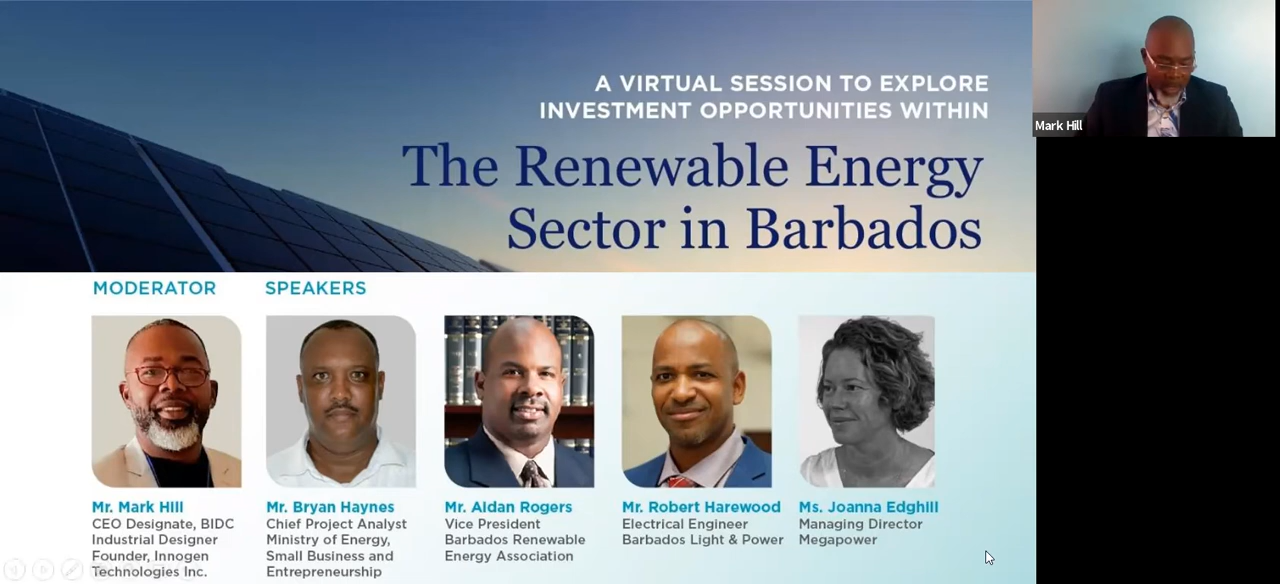 A VIRTUAL SESSION TO EXPLORE
INVESTMENT OPPORTUNITIES WITHIN
The Renewable Energy
Sector in Barbados
Mark Hill
MODERATOR
SPEAKERS
Mr. Mark Hill
CEO Designate, BIDC
Industrial Designer
Founder, Innogen
Technologies Inc.
Mr. Bryan Haynes
Chief Project Analyst
Ministry of Energy,
Small Business and
Entrepreneurship
Mr. Aidan Rogers
Vice President
Barbados Renewable
Energy Association
Mr. Robert Harewood
Electrical Engineer
Barbados Light & Power
Ms. Joanna Edghill
Managing Director
Megapower